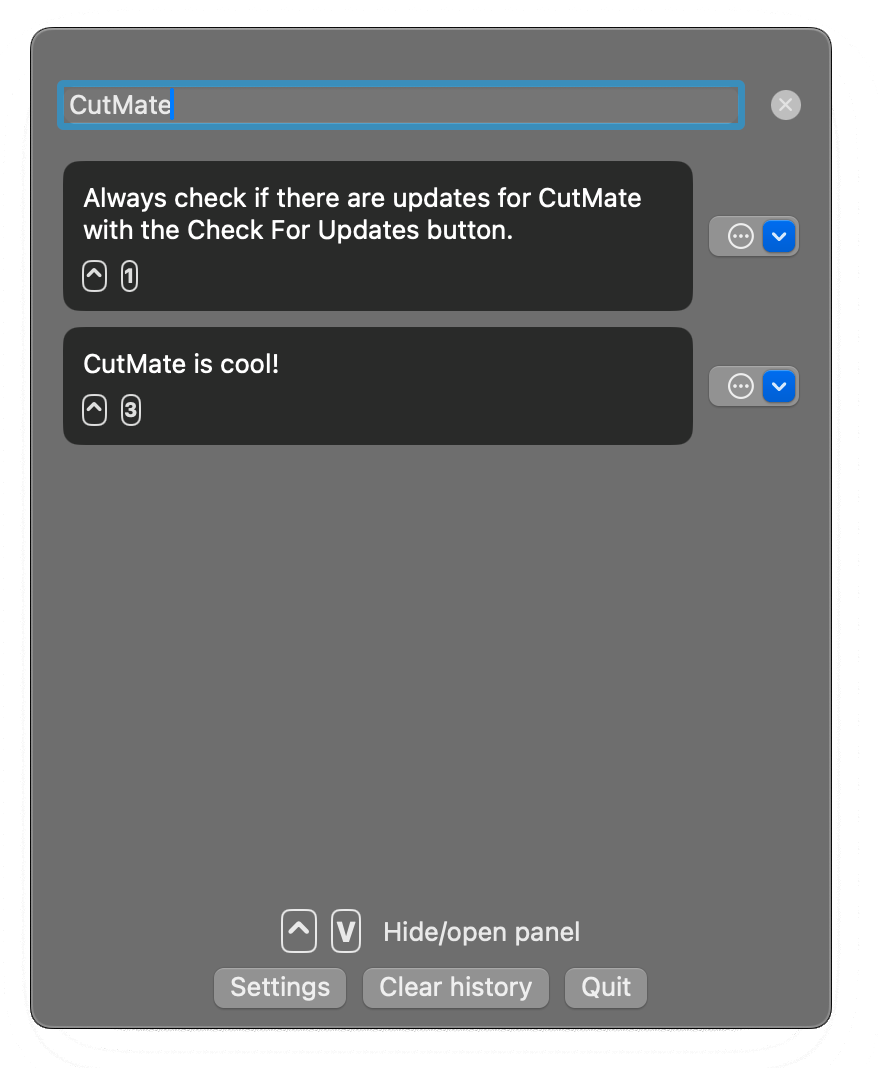 CutMate
Always check if there are updates for CutMate
with the Check For Updates button.
^ 1
CutMate is cool!
^ 3
^ V Hide/open panel
Settings Clear history Quit